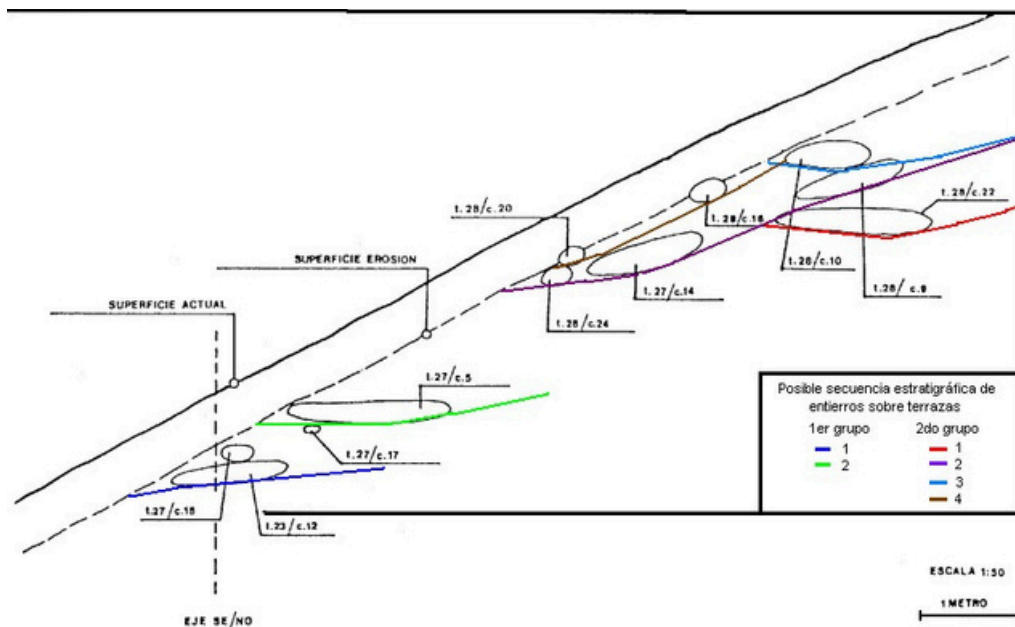 t.28/c.20
t.28/c.22
t.28/c.16
SUPERFICIE EROSION
t.28/c.10
t.28/c.9
t.27/c.14
SUPERFICIE ACTUAL
t.28/c.24
t.27/c.5
Posible secuencia estratigráfica de
entierros sobre terrazas
1er grupo 2do grupo
1 1
2 2
3
4
t.27/c.17
t.27/c.18
t.23/c.12
ESCALA 1:50
1 METRO
EJE SE/NO